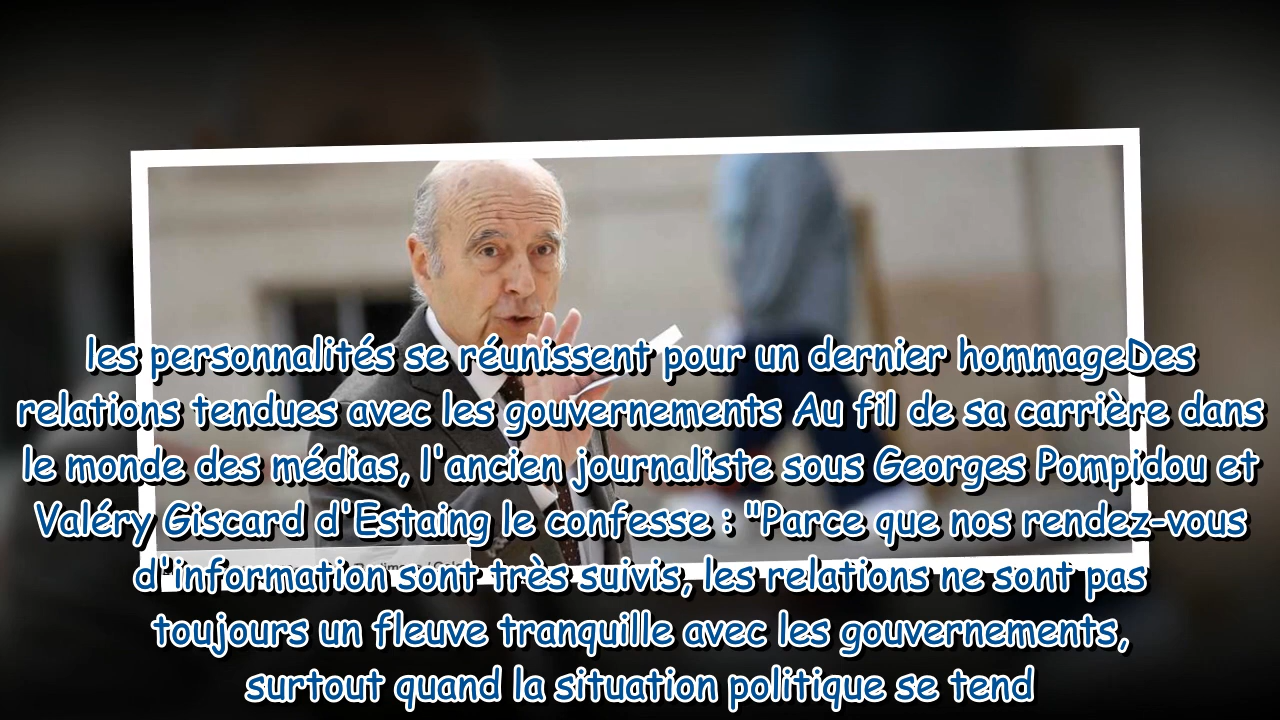 les personnalités se réunissent pour un dernier hommageDes
relations tendues avec les gouvernements Au fil de sa carrière dans
le monde des médias, l'ancien journaliste sous Georges Pompidou et
Valéry Giscard d'Estaing le confesse : "Parce que nos rendez-vous
d'information sont très suivis, les relations ne sont pas
toujours un fleuve tranquille avec les gouvernements,
surtout quand la situation politique se tend